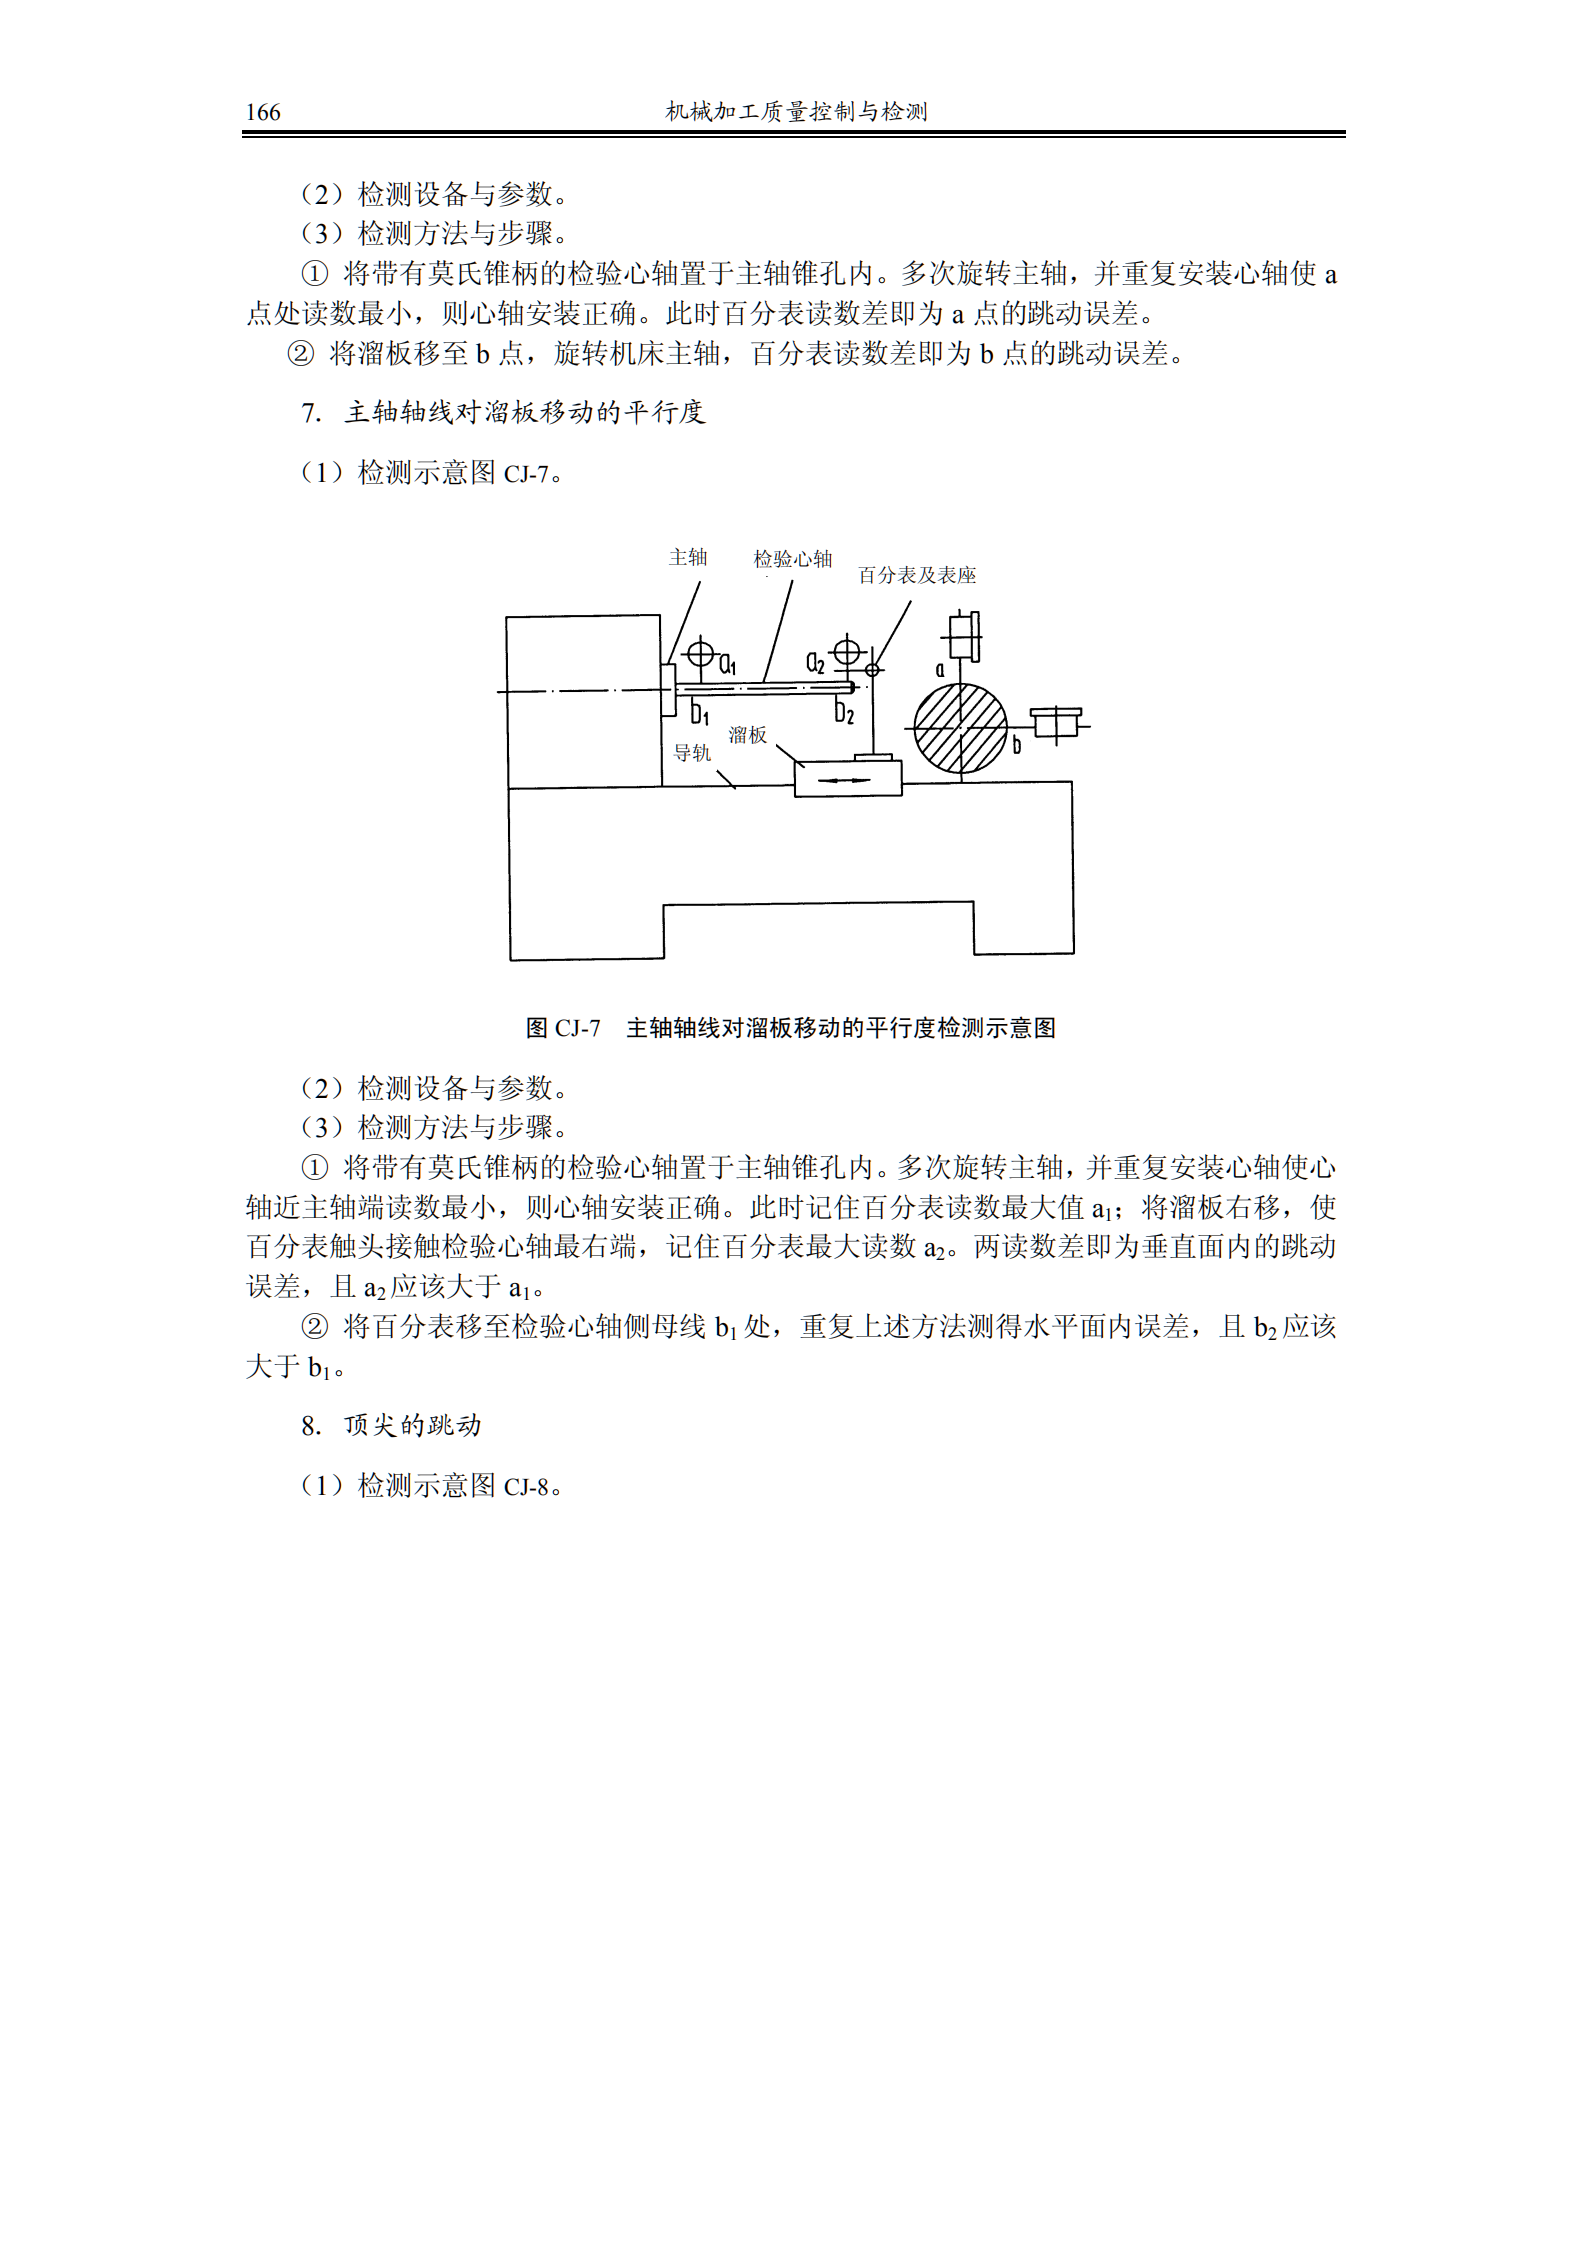 166 机械加工质量控制与检测
（2）检测设备与参数。
（3）检测方法与步骤。
① 将带有莫氏锥柄的检验心轴置于主轴锥孔内。多次旋转主轴，并重复安装心轴使 a
点处读数最小，则心轴安装正确。此时百分表读数差即为 a 点的跳动误差。
② 将溜板移至 b 点，旋转机床主轴，百分表读数差即为 b 点的跳动误差。
7. 主轴轴线对溜板移动的平行度
（1）检测示意图 CJ-7。
主轴 检验心轴 百分表及表座
a1 a2 a
b1 b2 b
溜板
导轨
图 CJ-7 主轴轴线对溜板移动的平行度检测示意图
（2）检测设备与参数。
（3）检测方法与步骤。
① 将带有莫氏锥柄的检验心轴置于主轴锥孔内。多次旋转主轴，并重复安装心轴使心
轴近主轴端读数最小，则心轴安装正确。此时记住百分表读数最大值 a1；将溜板右移，使
百分表触头接触检验心轴最右端，记住百分表最大读数 a2。两读数差即为垂直面内的跳动
误差，且 a2应该大于 a1。
② 将百分表移至检验心轴侧母线 b1 处，重复上述方法测得水平面内误差，且 b2 应该
大于 b1。
8. 顶尖的跳动
（1）检测示意图 CJ-8。